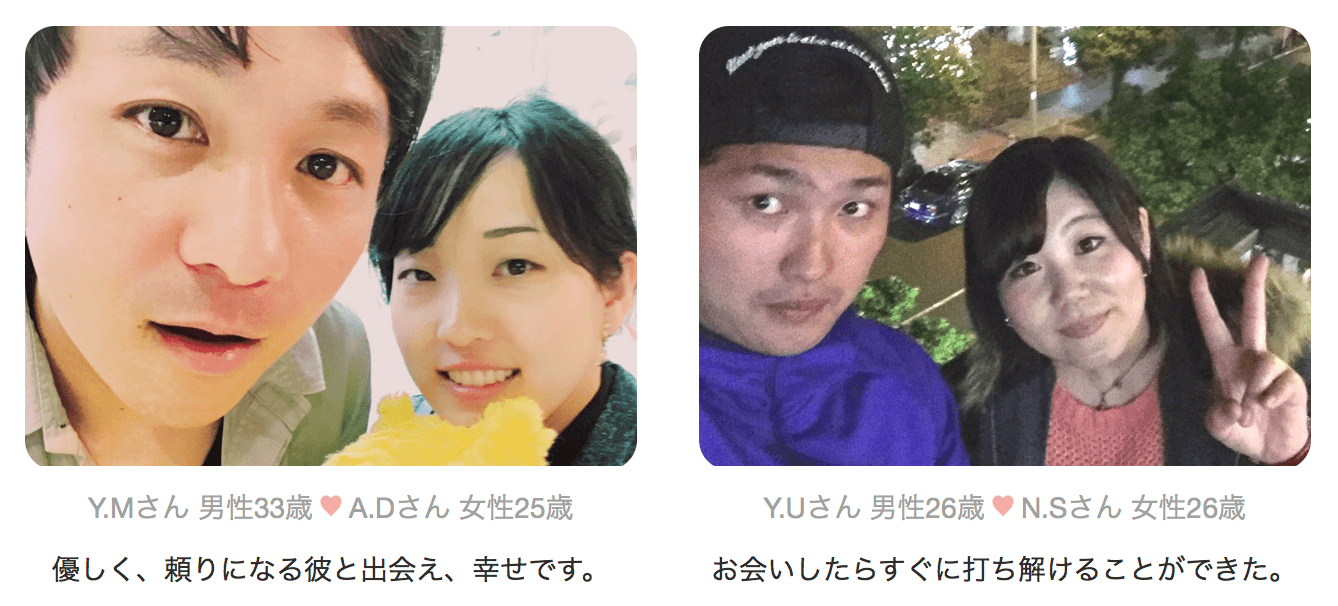 Y.Mさん 男性33歳 ♥ A.Dさん 女性25歳
優しく、頼りになる彼と出会え、幸せです。
Y.Uさん 男性26歳 ♥ N.Sさん 女性26歳
お会いしたらすぐに打ち解けることができた。